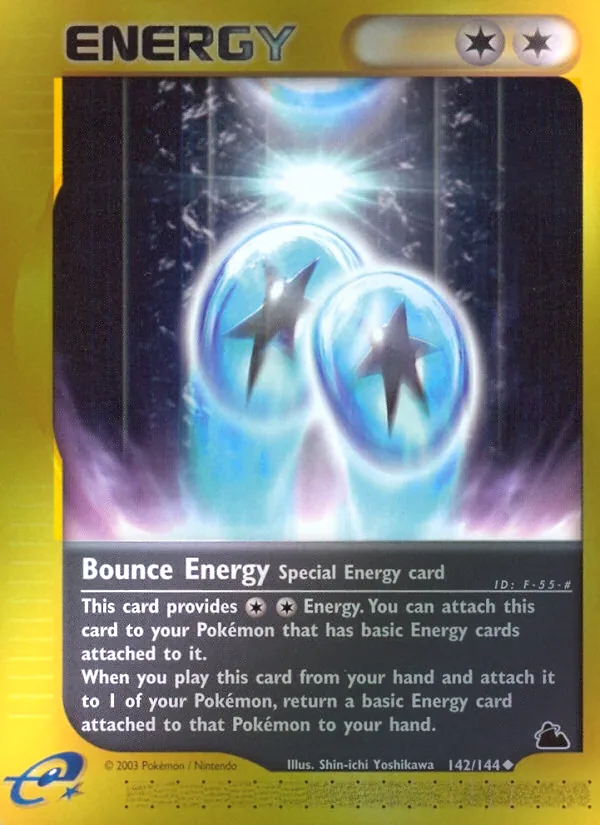 ENERGY
Bounce Energy Special Energy card
ID: F-55-#
This card provides Energy. You can attach this
card to your Pokémon that has basic Energy cards
attached to it.
When you play this card from your hand and attach it
to 1 of your Pokémon, return a basic Energy card
attached to that Pokémon to your hand.
© 2003 Pokémon / Nintendo Illus. Shin-ichi Yoshikawa 142/144
e